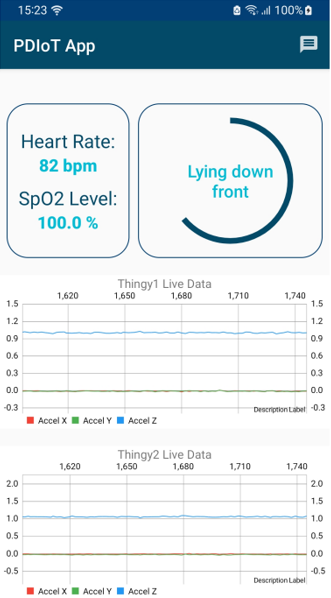 15:23 100%
PDIoT App
Heart Rate:
82 bpm
SpO2 Level:
100.0 %
Lying down
front
Thingy1 Live Data
1,620 1,650 1,680 1,710 1,740
1.5 1.5
1.2 1.2
0.9 0.9
0.6 0.6
0.3 0.3
0.0 0.0
-0.3 -0.3
Description Label
Accel X Accel Y Accel Z
Thingy2 Live Data
1,620 1,650 1,680 1,710 1,740
2.0 2.0
1.5 1.5
1.0 1.0
0.5 0.5
0.0 0.0
-0.5 -0.5
Description Label
Accel X Accel Y Accel Z